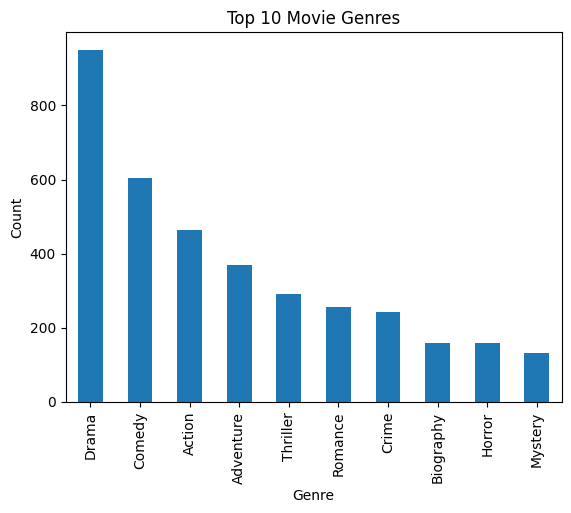 Top 10 Movie Genres
Count
800
600
400
200
0
Drama
Comedy
Action
Adventure
Thriller
Romance
Crime
Biography
Horror
Mystery
Genre